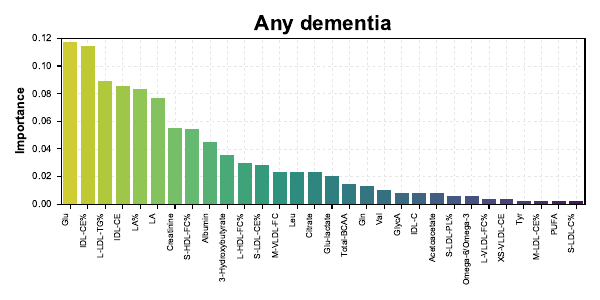 Any dementia
Importance
0.12
0.10
0.08
0.06
0.04
0.02
0.00
Glu
IDL-CE%
L-LDL-TG%
IDL-CE
LA%
LA
Creatinine
S-HDL-FC%
Albumin
3-Hydroxybutyrate
L-HDL-FC%
S-LDL-CE%
M-VLDL-FC
Leu
Citrate
Glu-lactate
Total-BCAA
Gln
Val
GlycA
IDL-C
Acetoacetate
S-LDL-PL%
Omega-6/Omega-3
L-VLDL-FC%
XS-VLDL-CE
Tyr
M-LDL-CE%
PUFA
S-LDL-C%